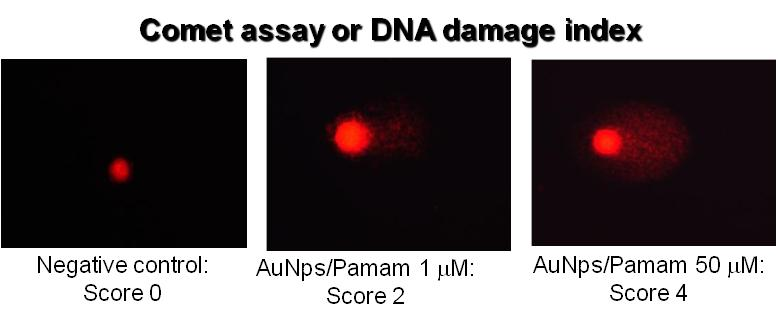 Comet assay or DNA damage index
Negative control:
Score 0
AuNps/Pamam 1 μM:
Score 2
AuNps/Pamam 50 μM:
Score 4